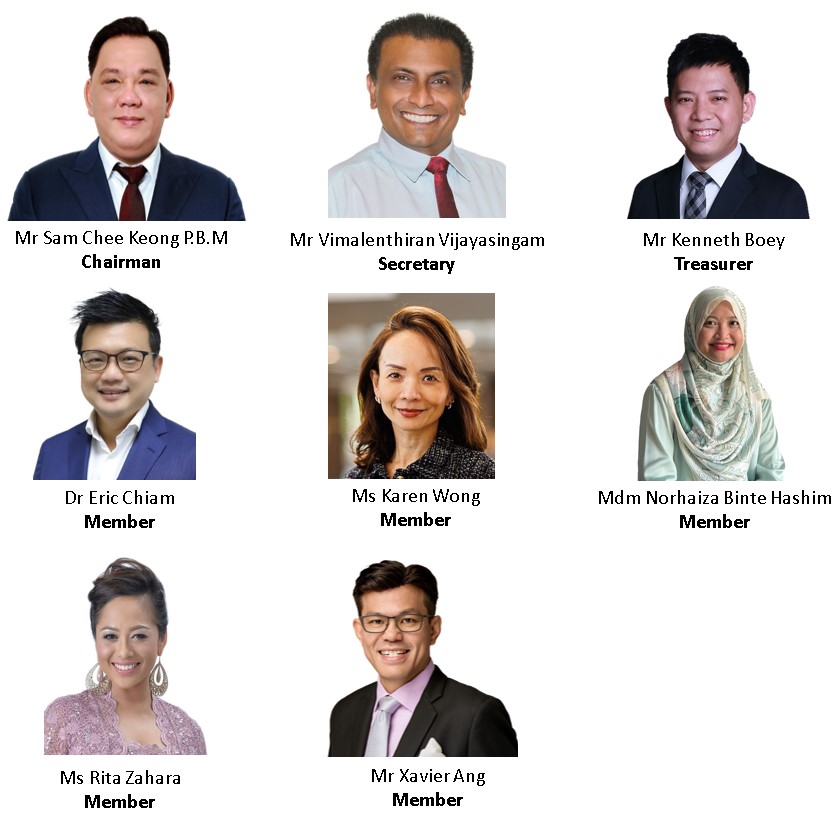 Mr Sam Chee Keong P.B.M
Chairman
Mr Vimalenthiran Vijayasingam
Secretary
Mr Kenneth Boey
Treasurer
Dr Eric Chiam
Member
Ms Karen Wong
Member
Mdm Norhaiza Binte Hashim
Member
Ms Rita Zahara
Member
Mr Xavier Ang
Member